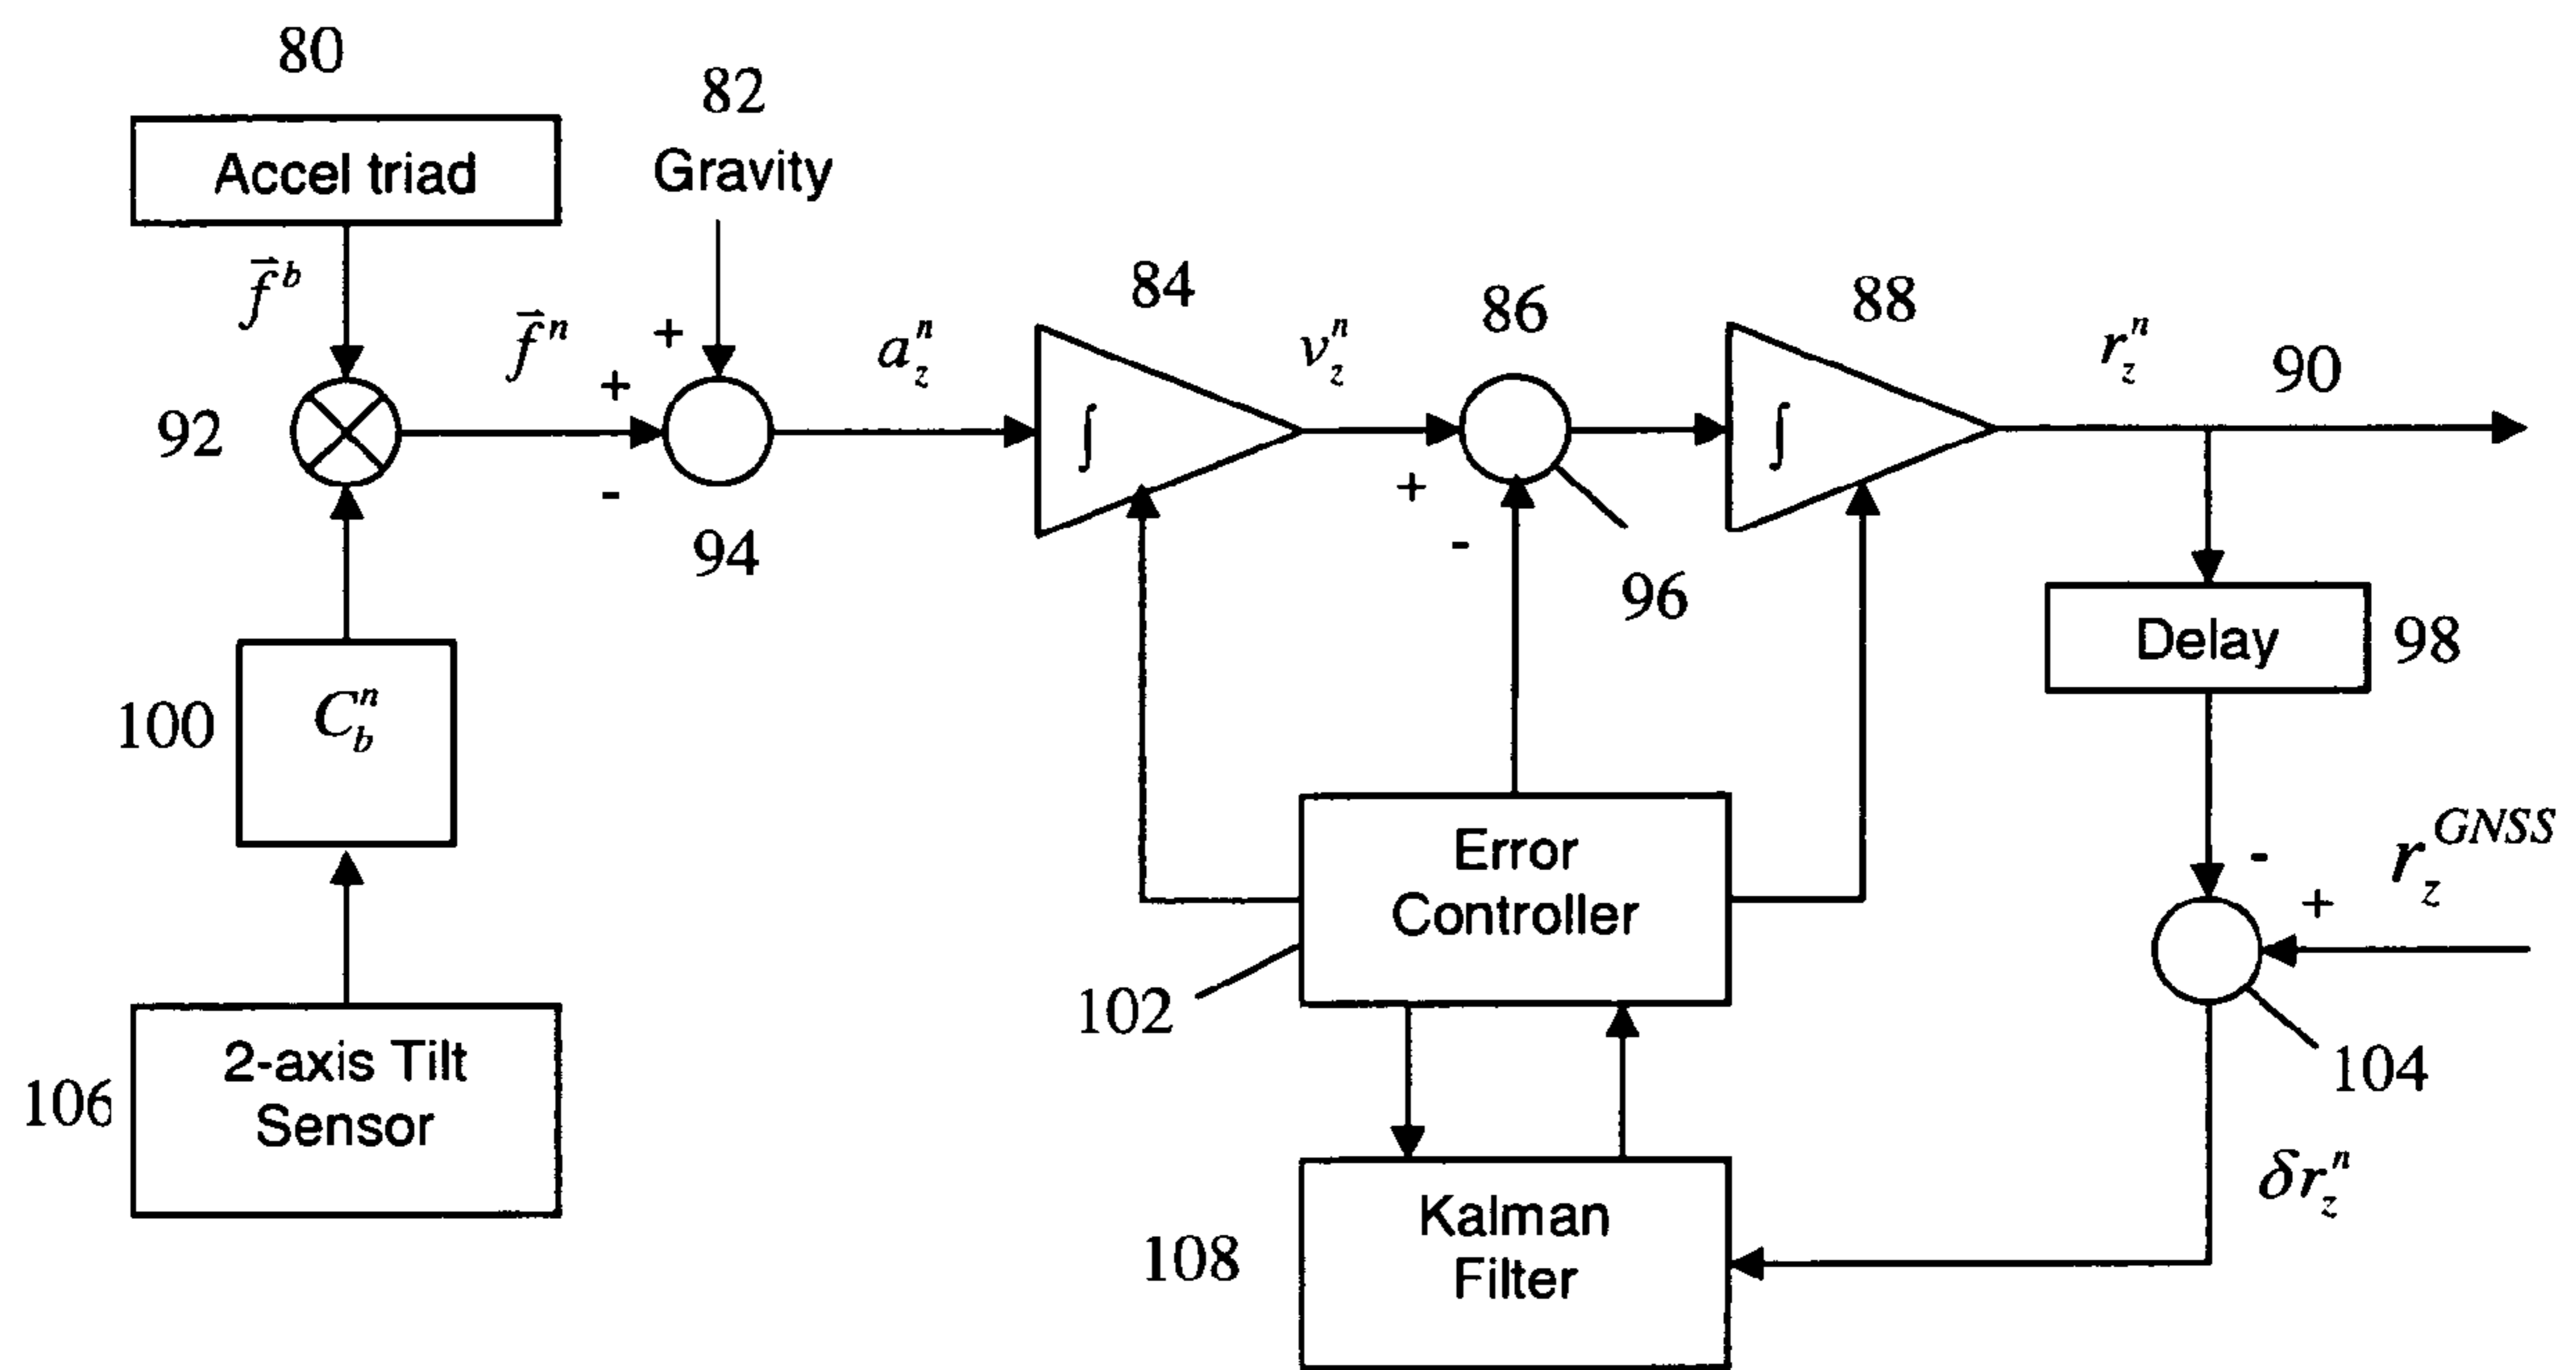 80
Accel triad
82
Gravity
f⃗ᵇ
92
f⃗ⁿ
+
+
-
94
a_z^n
84
∫
v_z^n
86
+
-
96
88
∫
r_z^n
90
Delay
98
100
C_b^n
106
2-axis Tilt
Sensor
Error
Controller
102
-
+
r_z^GNSS
104
δr_z^n
Kalman
Filter
108